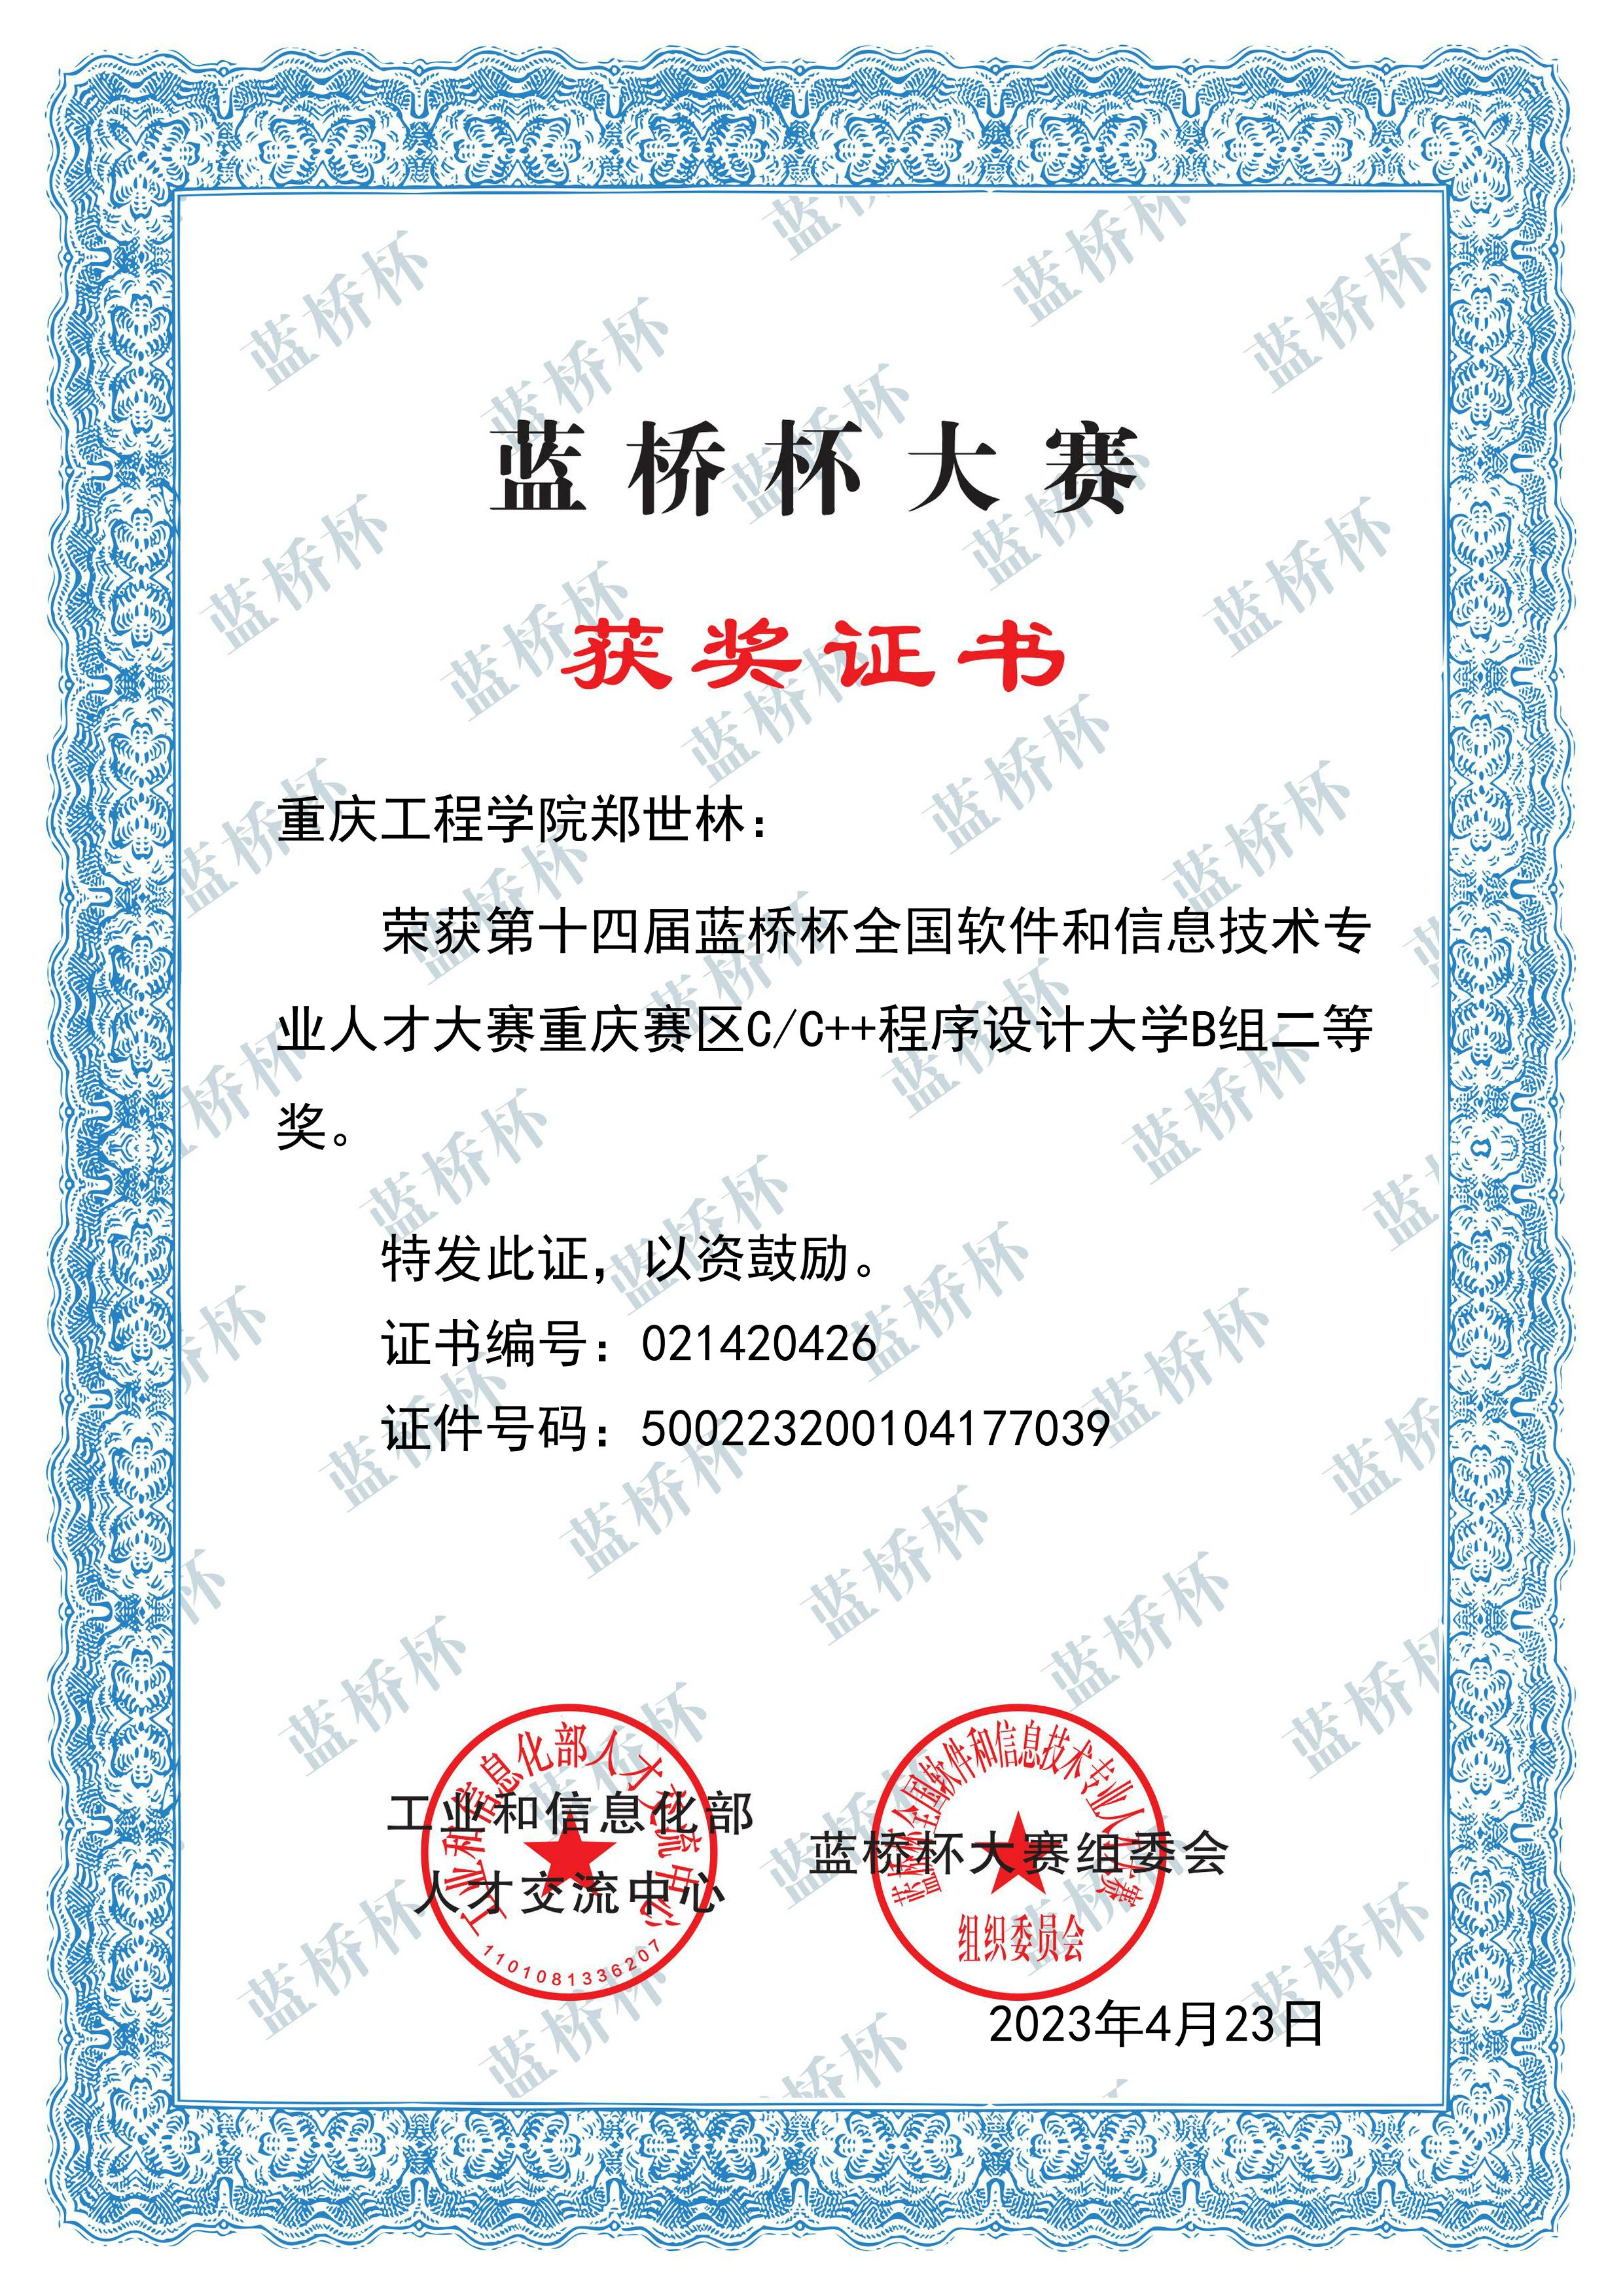 蓝桥杯大赛
获奖证书
重庆工程学院郑世林：
荣获第十四届蓝桥杯全国软件和信息技术专
业人才大赛重庆赛区C/C++程序设计大学B组二等
奖。
特发此证，以资鼓励。
证书编号：021420426
证件号码：500223200104177039
工业和信息化部人才交流中心
工业和信息化部
人才交流中心
1101081336207
蓝桥杯全国软件和信息技术专业人才大赛
蓝桥杯大赛组委会
组织委员会
2023年4月23日
蓝桥杯